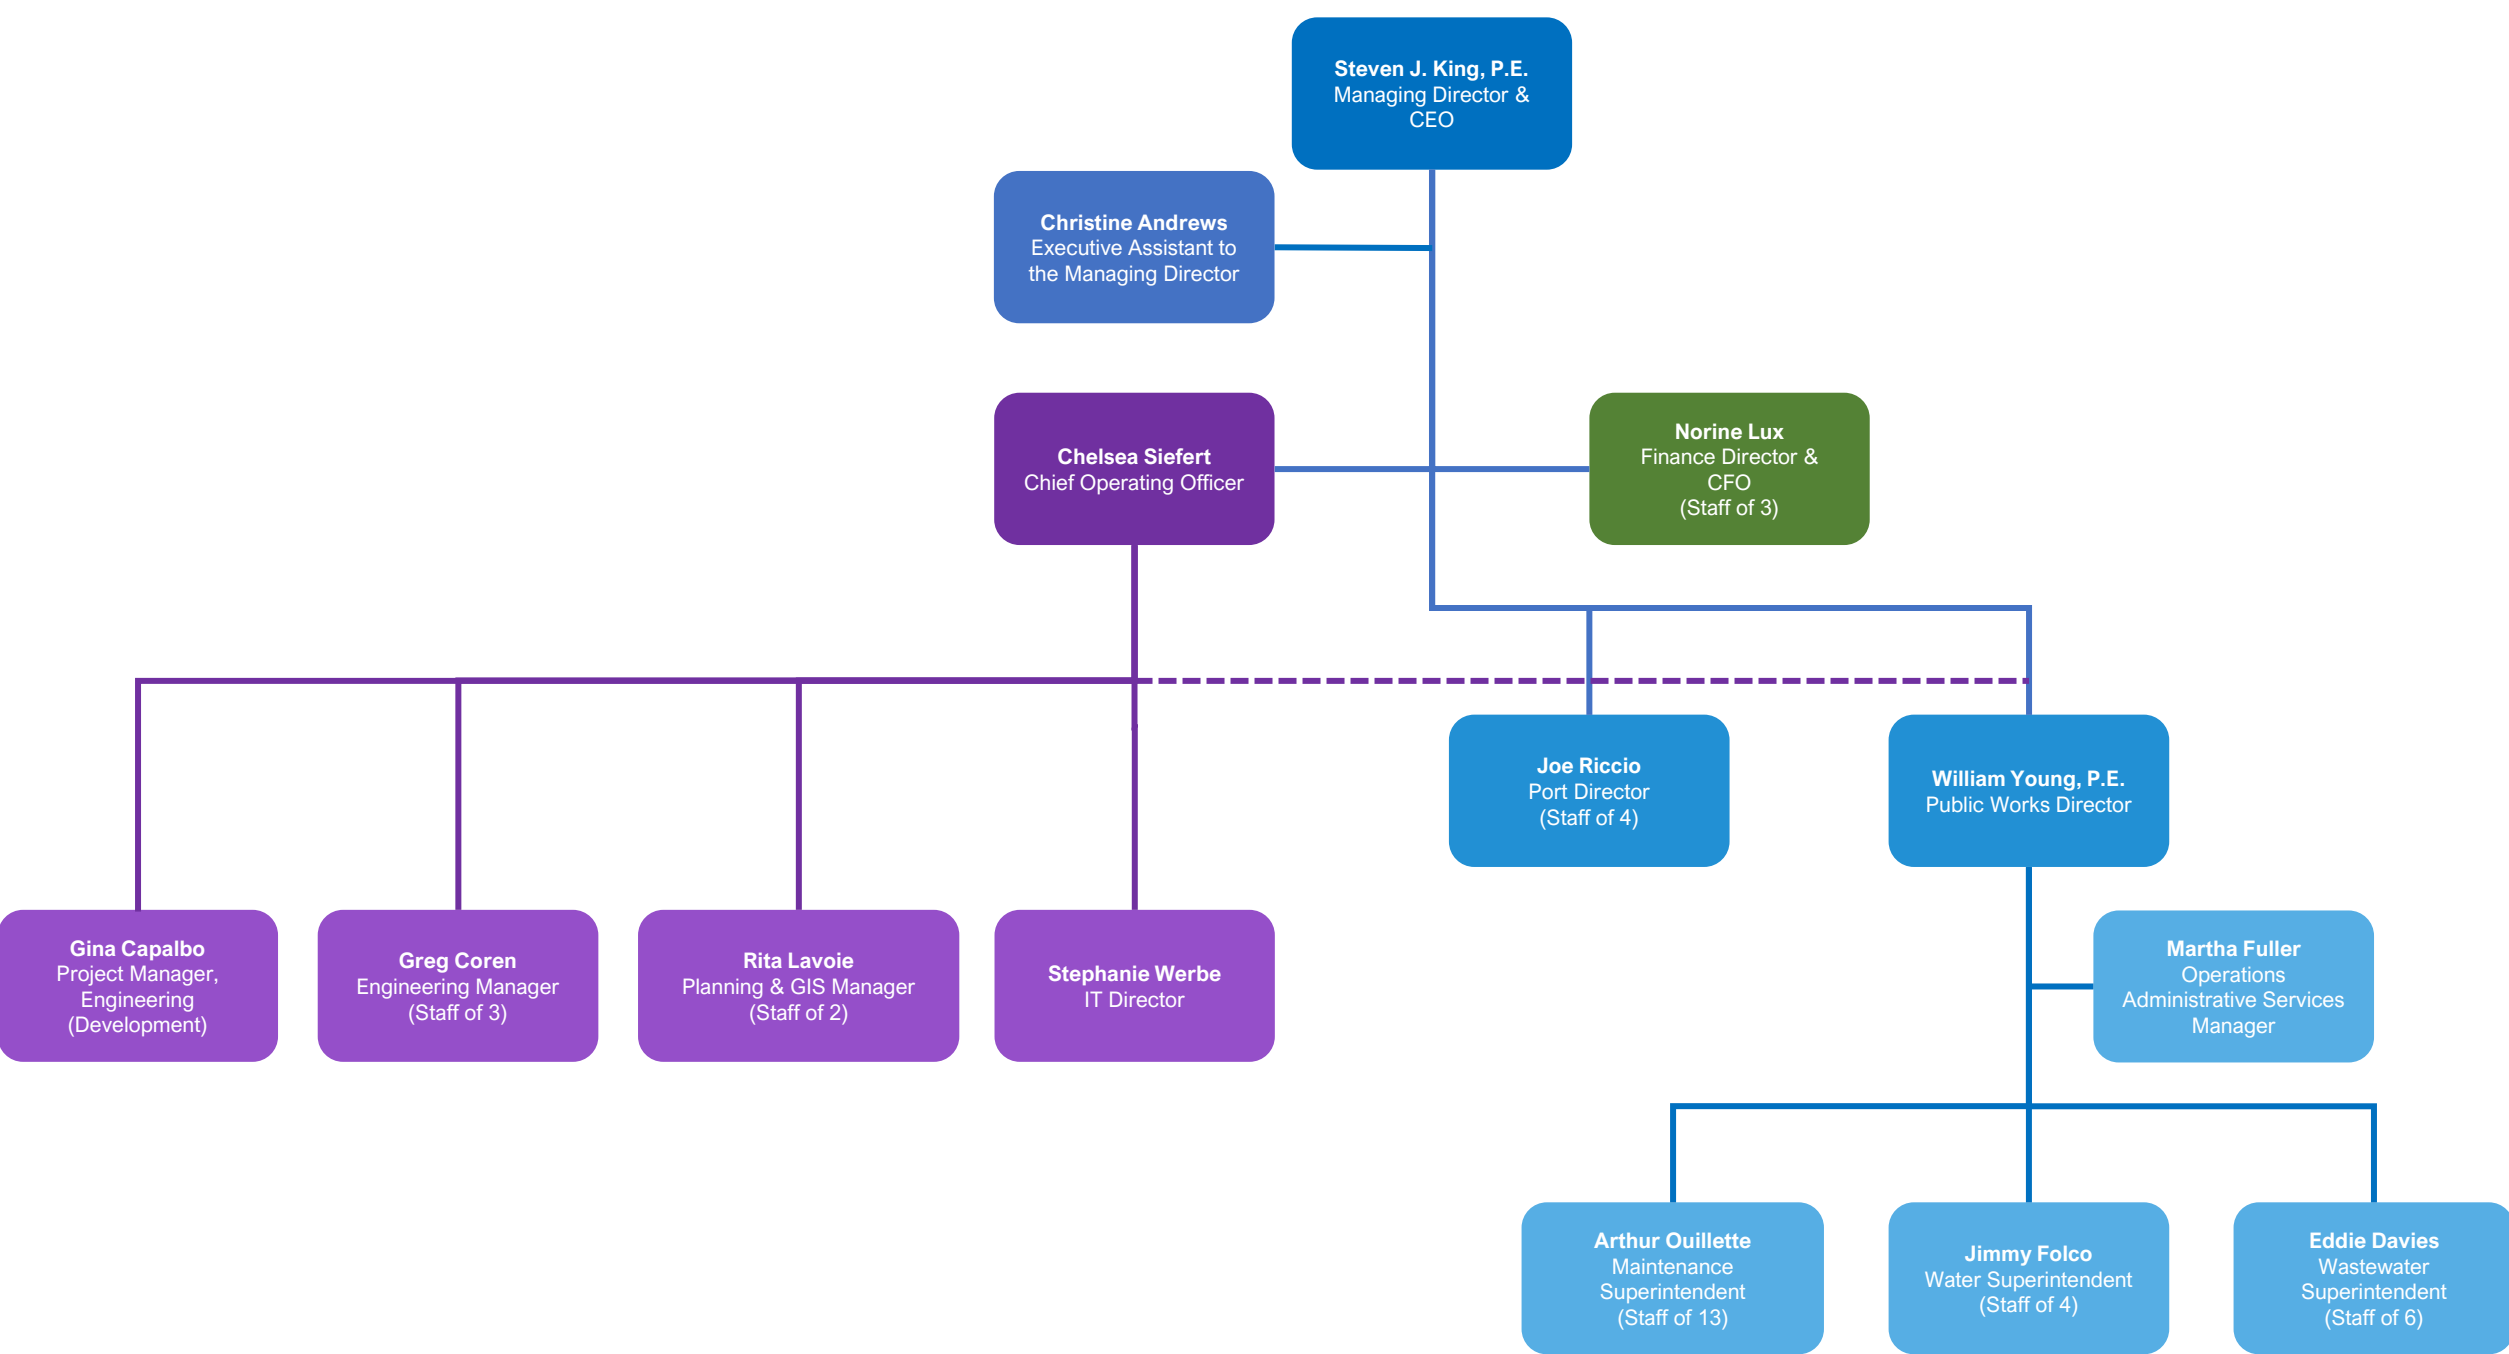 Steven J. King, P.E.
Managing Director &
CEO
Christine Andrews
Executive Assistant to
the Managing Director
Chelsea Siefert
Chief Operating Officer
Norine Lux
Finance Director &
CFO
(Staff of 3)
Joe Riccio
Port Director
(Staff of 4)
William Young, P.E.
Public Works Director
Gina Capalbo
Project Manager,
Engineering
(Development)
Greg Coren
Engineering Manager
(Staff of 3)
Rita Lavoie
Planning & GIS Manager
(Staff of 2)
Stephanie Werbe
IT Director
Martha Fuller
Operations
Administrative Services
Manager
Arthur Ouillette
Maintenance
Superintendent
(Staff of 13)
Jimmy Folco
Water Superintendent
(Staff of 4)
Eddie Davies
Wastewater
Superintendent
(Staff of 6)